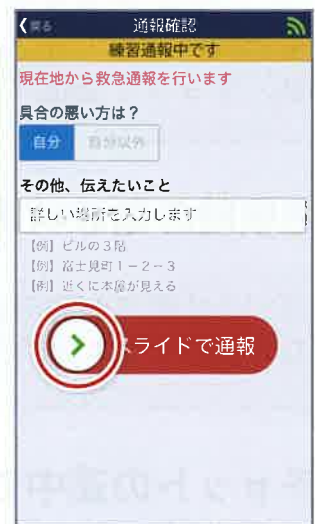 戻る 通報確認
練習通報中です
現在地から救急通報を行います
具合の悪い方は？
自分 自分以外
その他、伝えたいこと
詳しい場所を入力します
【例】ビルの３階
【例】富士見町１－２－３
【例】近くに本屋が見える
スライドで通報